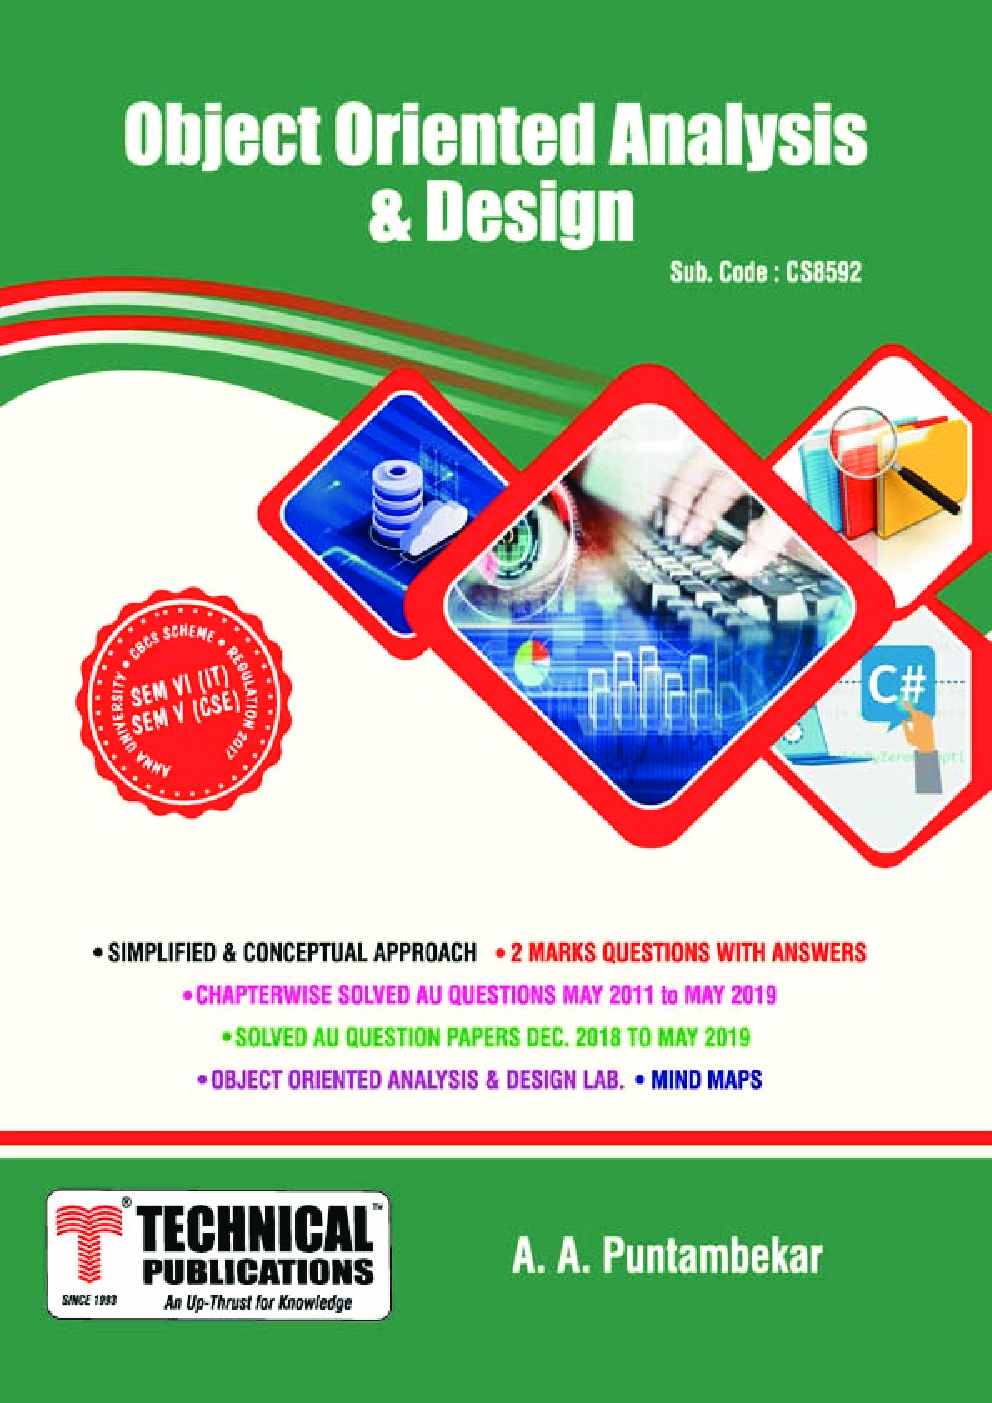 Object Oriented Analysis
& Design
Sub. Code : CS8592
ANNA UNIVERSITY • CBCS SCHEME • REGULATION 2017
SEM VI (IT)
SEM V (CSE)
C#
• SIMPLIFIED & CONCEPTUAL APPROACH • 2 MARKS QUESTIONS WITH ANSWERS
• CHAPTERWISE SOLVED AU QUESTIONS MAY 2011 to MAY 2019
• SOLVED AU QUESTION PAPERS DEC. 2018 TO MAY 2019
• OBJECT ORIENTED ANALYSIS & DESIGN LAB. • MIND MAPS
® TECHNICAL ™
PUBLICATIONS
SINCE 1993 An Up-Thrust for Knowledge
A. A. Puntambekar